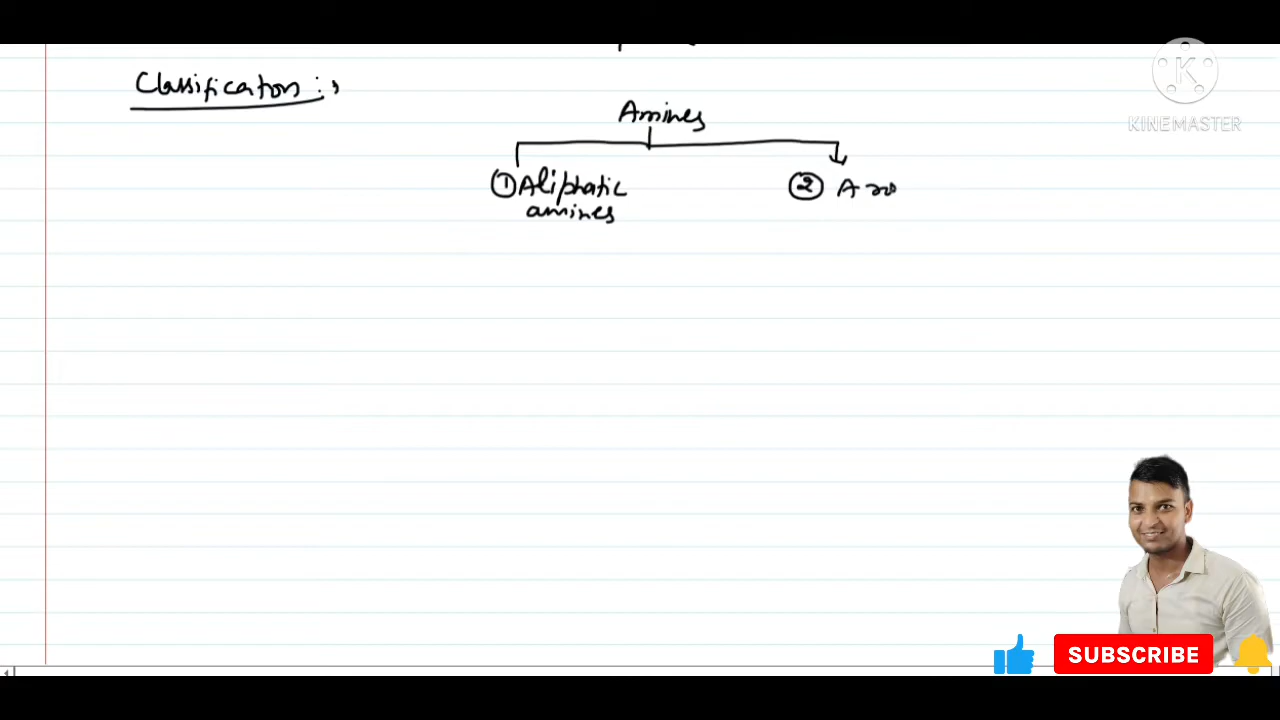 Classification :→
Amines
① Aliphatic
amines
② Aro
KINEMASTER
SUBSCRIBE